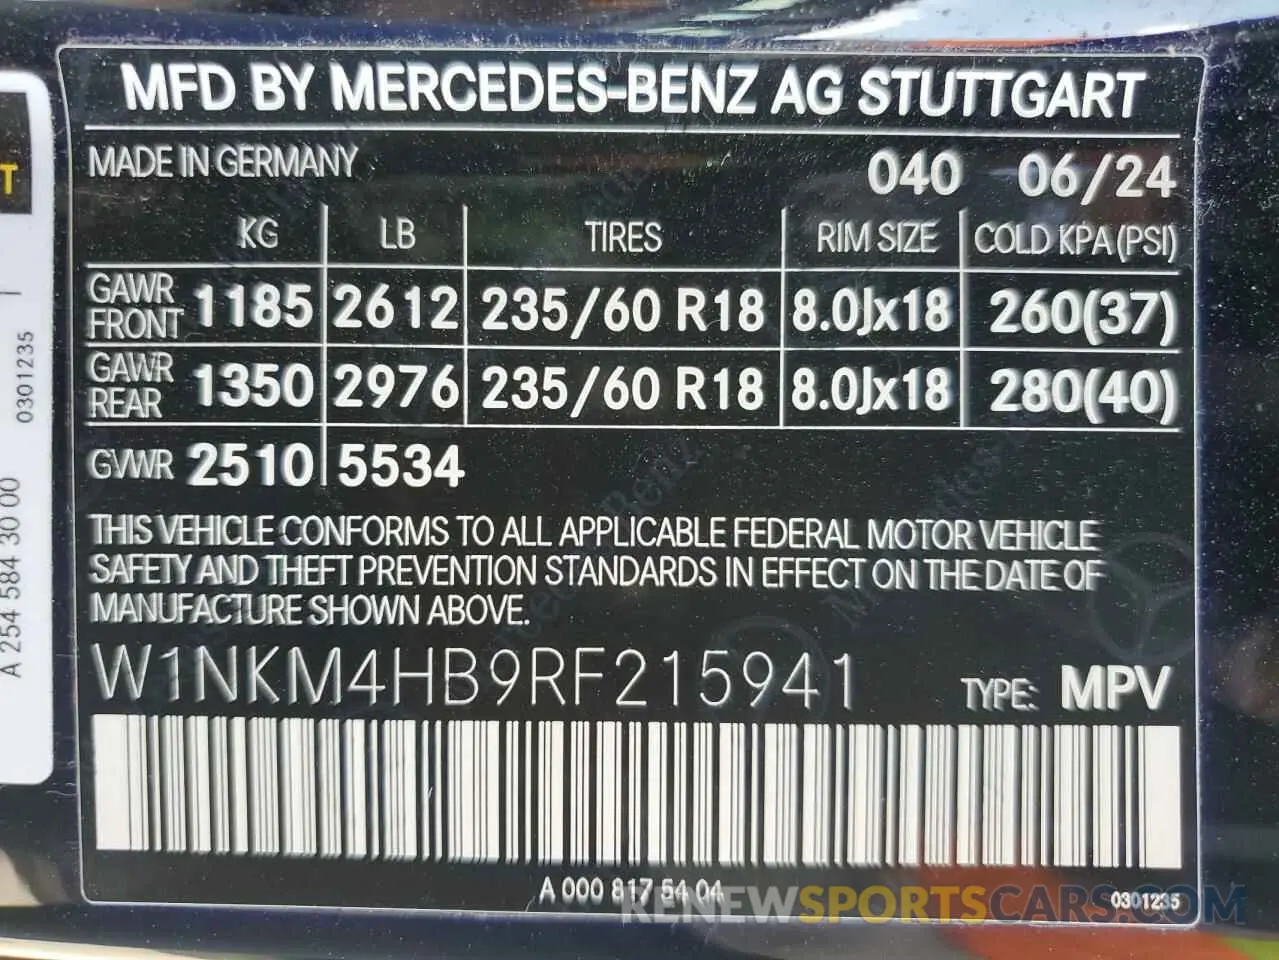 MFD BY MERCEDES-BENZ AG STUTTGART
MADE IN GERMANY 040 06/24
KG LB TIRES RIM SIZE COLD KPA(PSI)
GAWR FRONT 1185 2612 235/60 R18 8.0Jx18 260(37)
GAWR REAR 1350 2976 235/60 R18 8.0Jx18 280(40)
GVWR 2510 5534
THIS VEHICLE CONFORMS TO ALL APPLICABLE FEDERAL MOTOR VEHICLE
SAFETY AND THEFT PREVENTION STANDARDS IN EFFECT ON THE DATE OF
MANUFACTURE SHOWN ABOVE.
W1NKM4HB9RF215941 TYPE: MPV
A 000 817 54 04
0301235
RENEWSPORTSCARS.COM
A 254 584 30 00 0301235
T